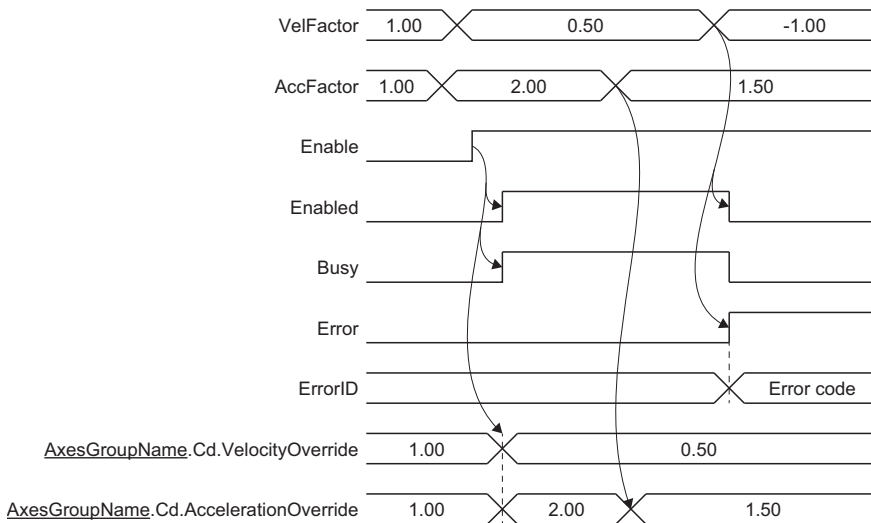 VelFactor 1.00 0.50 -1.00
AccFactor 1.00 2.00 1.50
Enable
Enabled
Busy
Error
ErrorID Error code
AxesGroupName.Cd.VelocityOverride 1.00 0.50
AxesGroupName.Cd.AccelerationOverride 1.00 2.00 1.50